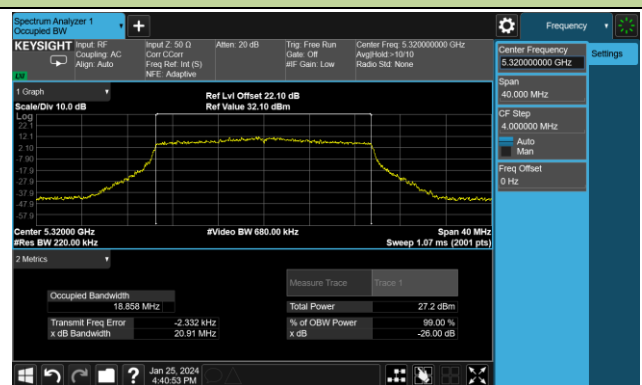 Spectrum Analyzer 1
Occupied BW
Frequency
KEYSIGHT
Input: RF
Coupling: AC
Align: Auto
Input Z: 50 Ω
Corr CCorr
Freq Ref: Int (S)
NFE: Adaptive
Atten: 20 dB
Trig: Free Run
Gate: Off
#IF Gain: Low
Center Freq: 5.320000000 GHz
Avg|Hold:>10/10
Radio Std: None
LV
1 Graph
Scale/Div 10.0 dB
Ref Lvl Offset 22.10 dB
Ref Value 32.10 dBm
Log
22.1
12.1
2.10
-7.90
-17.9
-27.9
-37.9
-47.9
-57.9
Center 5.32000 GHz
#Video BW 680.00 kHz
Span 40 MHz
#Res BW 220.00 kHz
Sweep 1.07 ms (2001 pts)
2 Metrics
Measure Trace
Trace 1
Occupied Bandwidth
18.858 MHz
Total Power
27.2 dBm
Transmit Freq Error
-2.332 kHz
% of OBW Power
99.00 %
x dB Bandwidth
20.91 MHz
x dB
-26.00 dB
Jan 25, 2024
4:40:53 PM
Center Frequency
5.320000000 GHz
Settings
Span
40.000 MHz
CF Step
4.000000 MHz
Auto
Man
Freq Offset
0 Hz